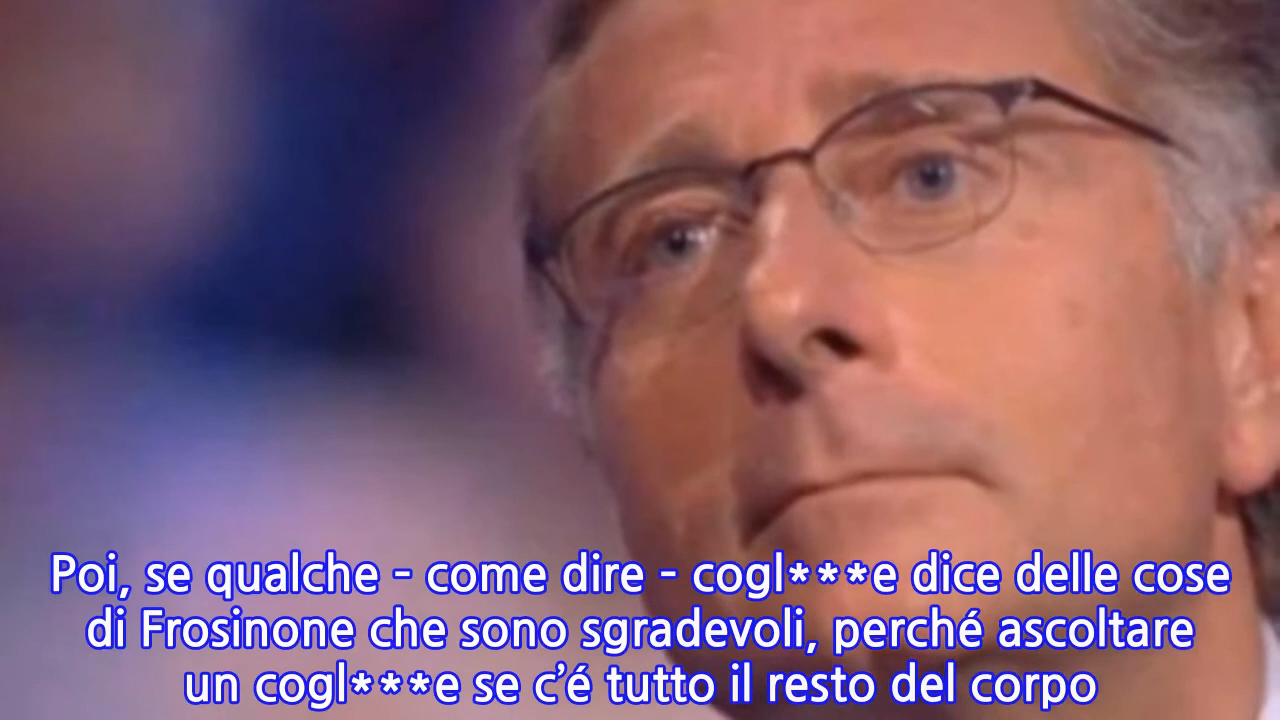 Poi, se qualche - come dire - cogl***e dice delle cose
di Frosinone che sono sgradevoli, perché ascoltare
un cogl***e se c’é tutto il resto del corpo